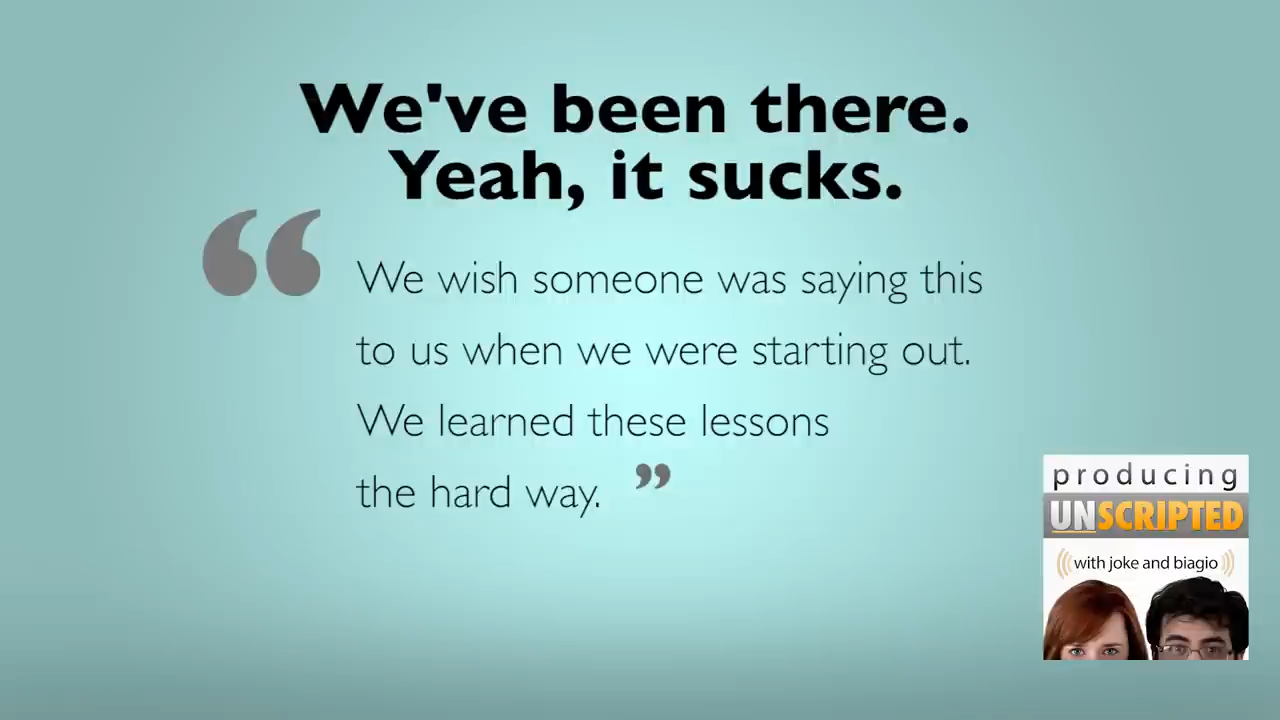 We've been there.
Yeah, it sucks.
“ We wish someone was saying this
to us when we were starting out.
We learned these lessons
the hard way. ”
producing
UNSCRIPTED
with joke and biagio